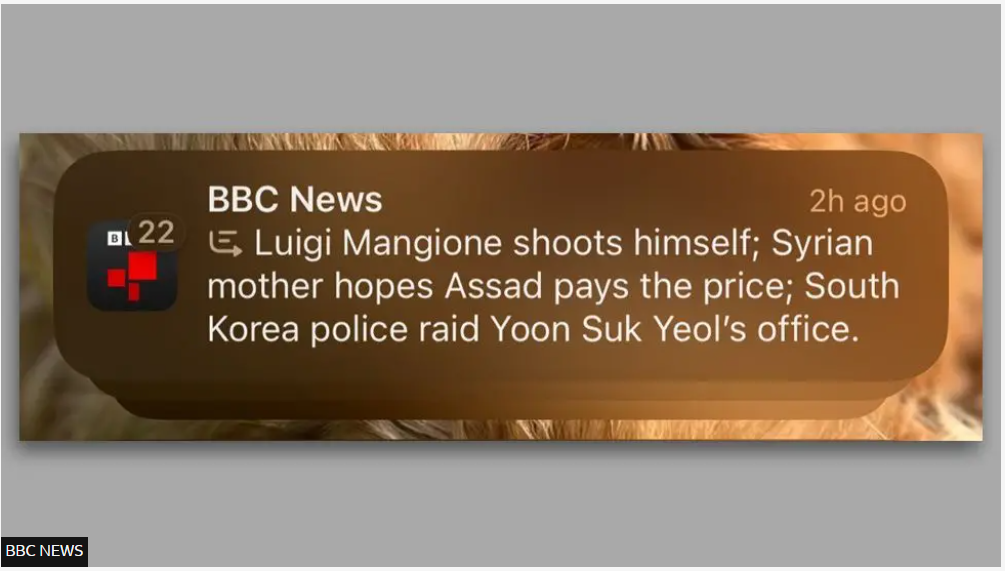 BBC News
2h ago
22
Luigi Mangione shoots himself; Syrian
mother hopes Assad pays the price; South
Korea police raid Yoon Suk Yeol's office.
BBC NEWS